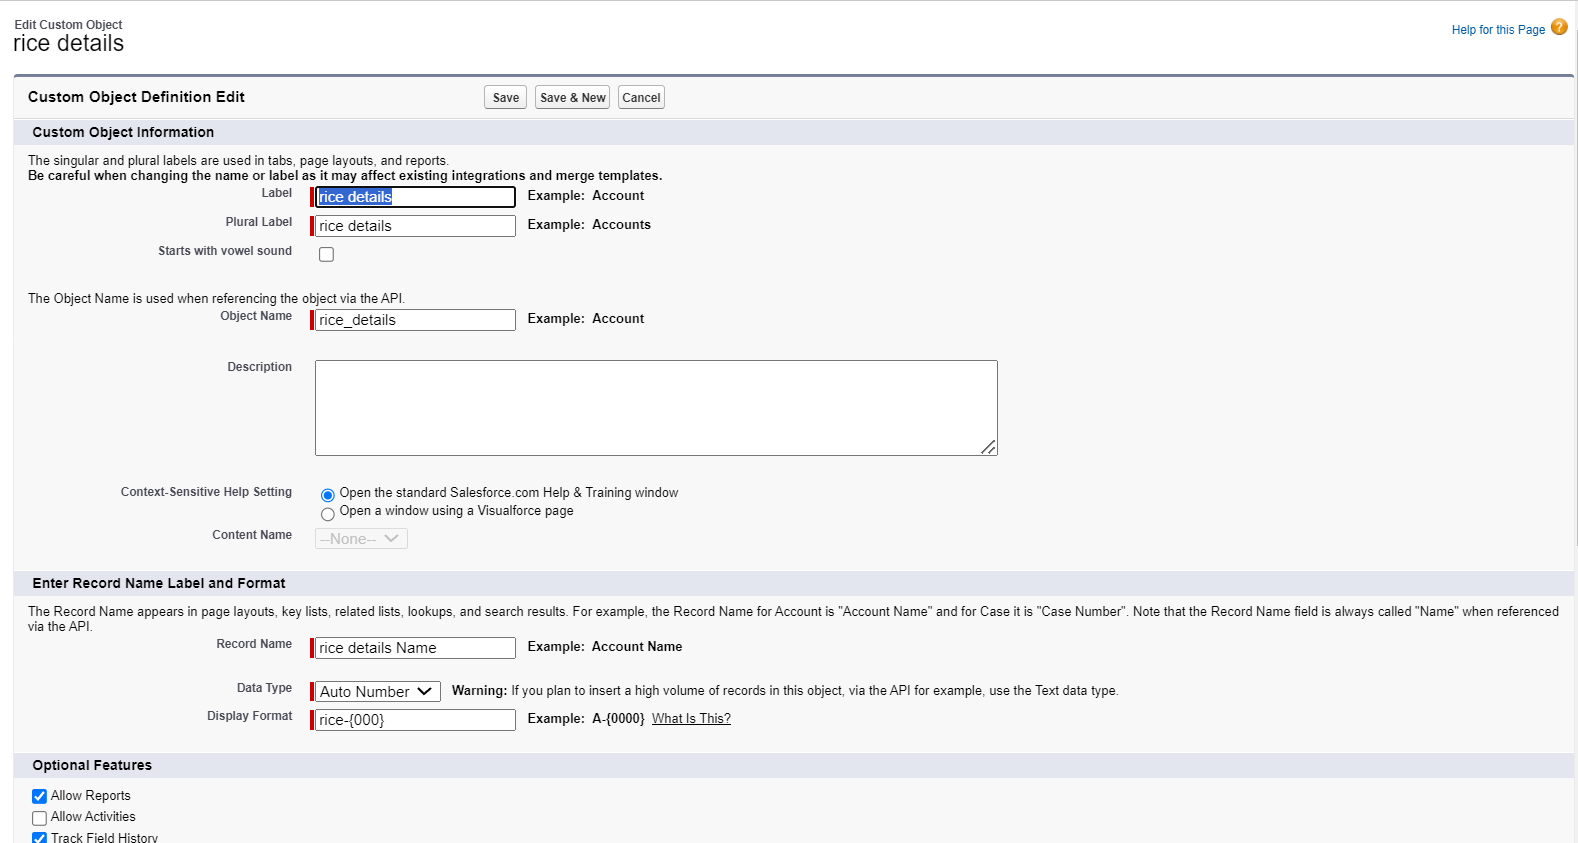 Edit Custom Object
rice details
Help for this Page ?
Custom Object Definition Edit Save Save & New Cancel
Custom Object Information
The singular and plural labels are used in tabs, page layouts, and reports.
Be careful when changing the name or label as it may affect existing integrations and merge templates.
Label rice details Example: Account
Plural Label rice details Example: Accounts
Starts with vowel sound
The Object Name is used when referencing the object via the API.
Object Name rice_details Example: Account
Description
Context-Sensitive Help Setting Open the standard Salesforce.com Help & Training window
Open a window using a Visualforce page
Content Name --None--
Enter Record Name Label and Format
The Record Name appears in page layouts, key lists, related lists, lookups, and search results. For example, the Record Name for Account is "Account Name" and for Case it is "Case Number". Note that the Record Name field is always called "Name" when referenced
via the API.
Record Name rice details Name Example: Account Name
Data Type Auto Number Warning: If you plan to insert a high volume of records in this object, via the API for example, use the Text data type.
Display Format rice-{000} Example: A-{0000} What Is This?
Optional Features
Allow Reports
Allow Activities
Track Field History